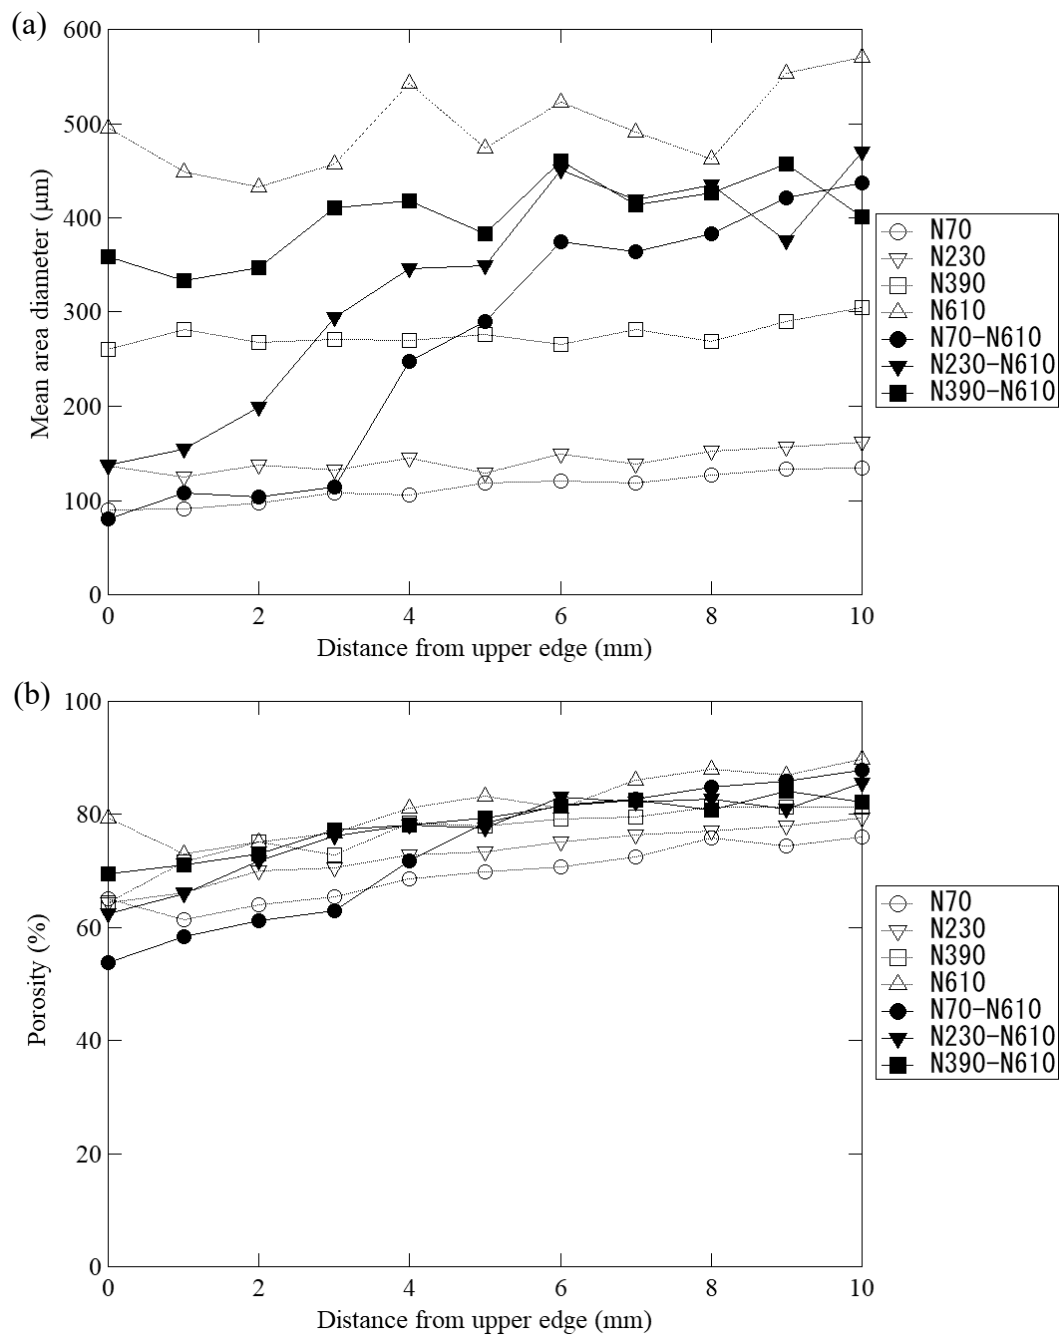 (a)
600
500
400
300
200
100
0
Mean area diameter (μm)
0 2 4 6 8 10
Distance from upper edge (mm)
N70
N230
N390
N610
N70-N610
N230-N610
N390-N610
(b)
100
80
60
40
20
0
Porosity (%)
0 2 4 6 8 10
Distance from upper edge (mm)
N70
N230
N390
N610
N70-N610
N230-N610
N390-N610